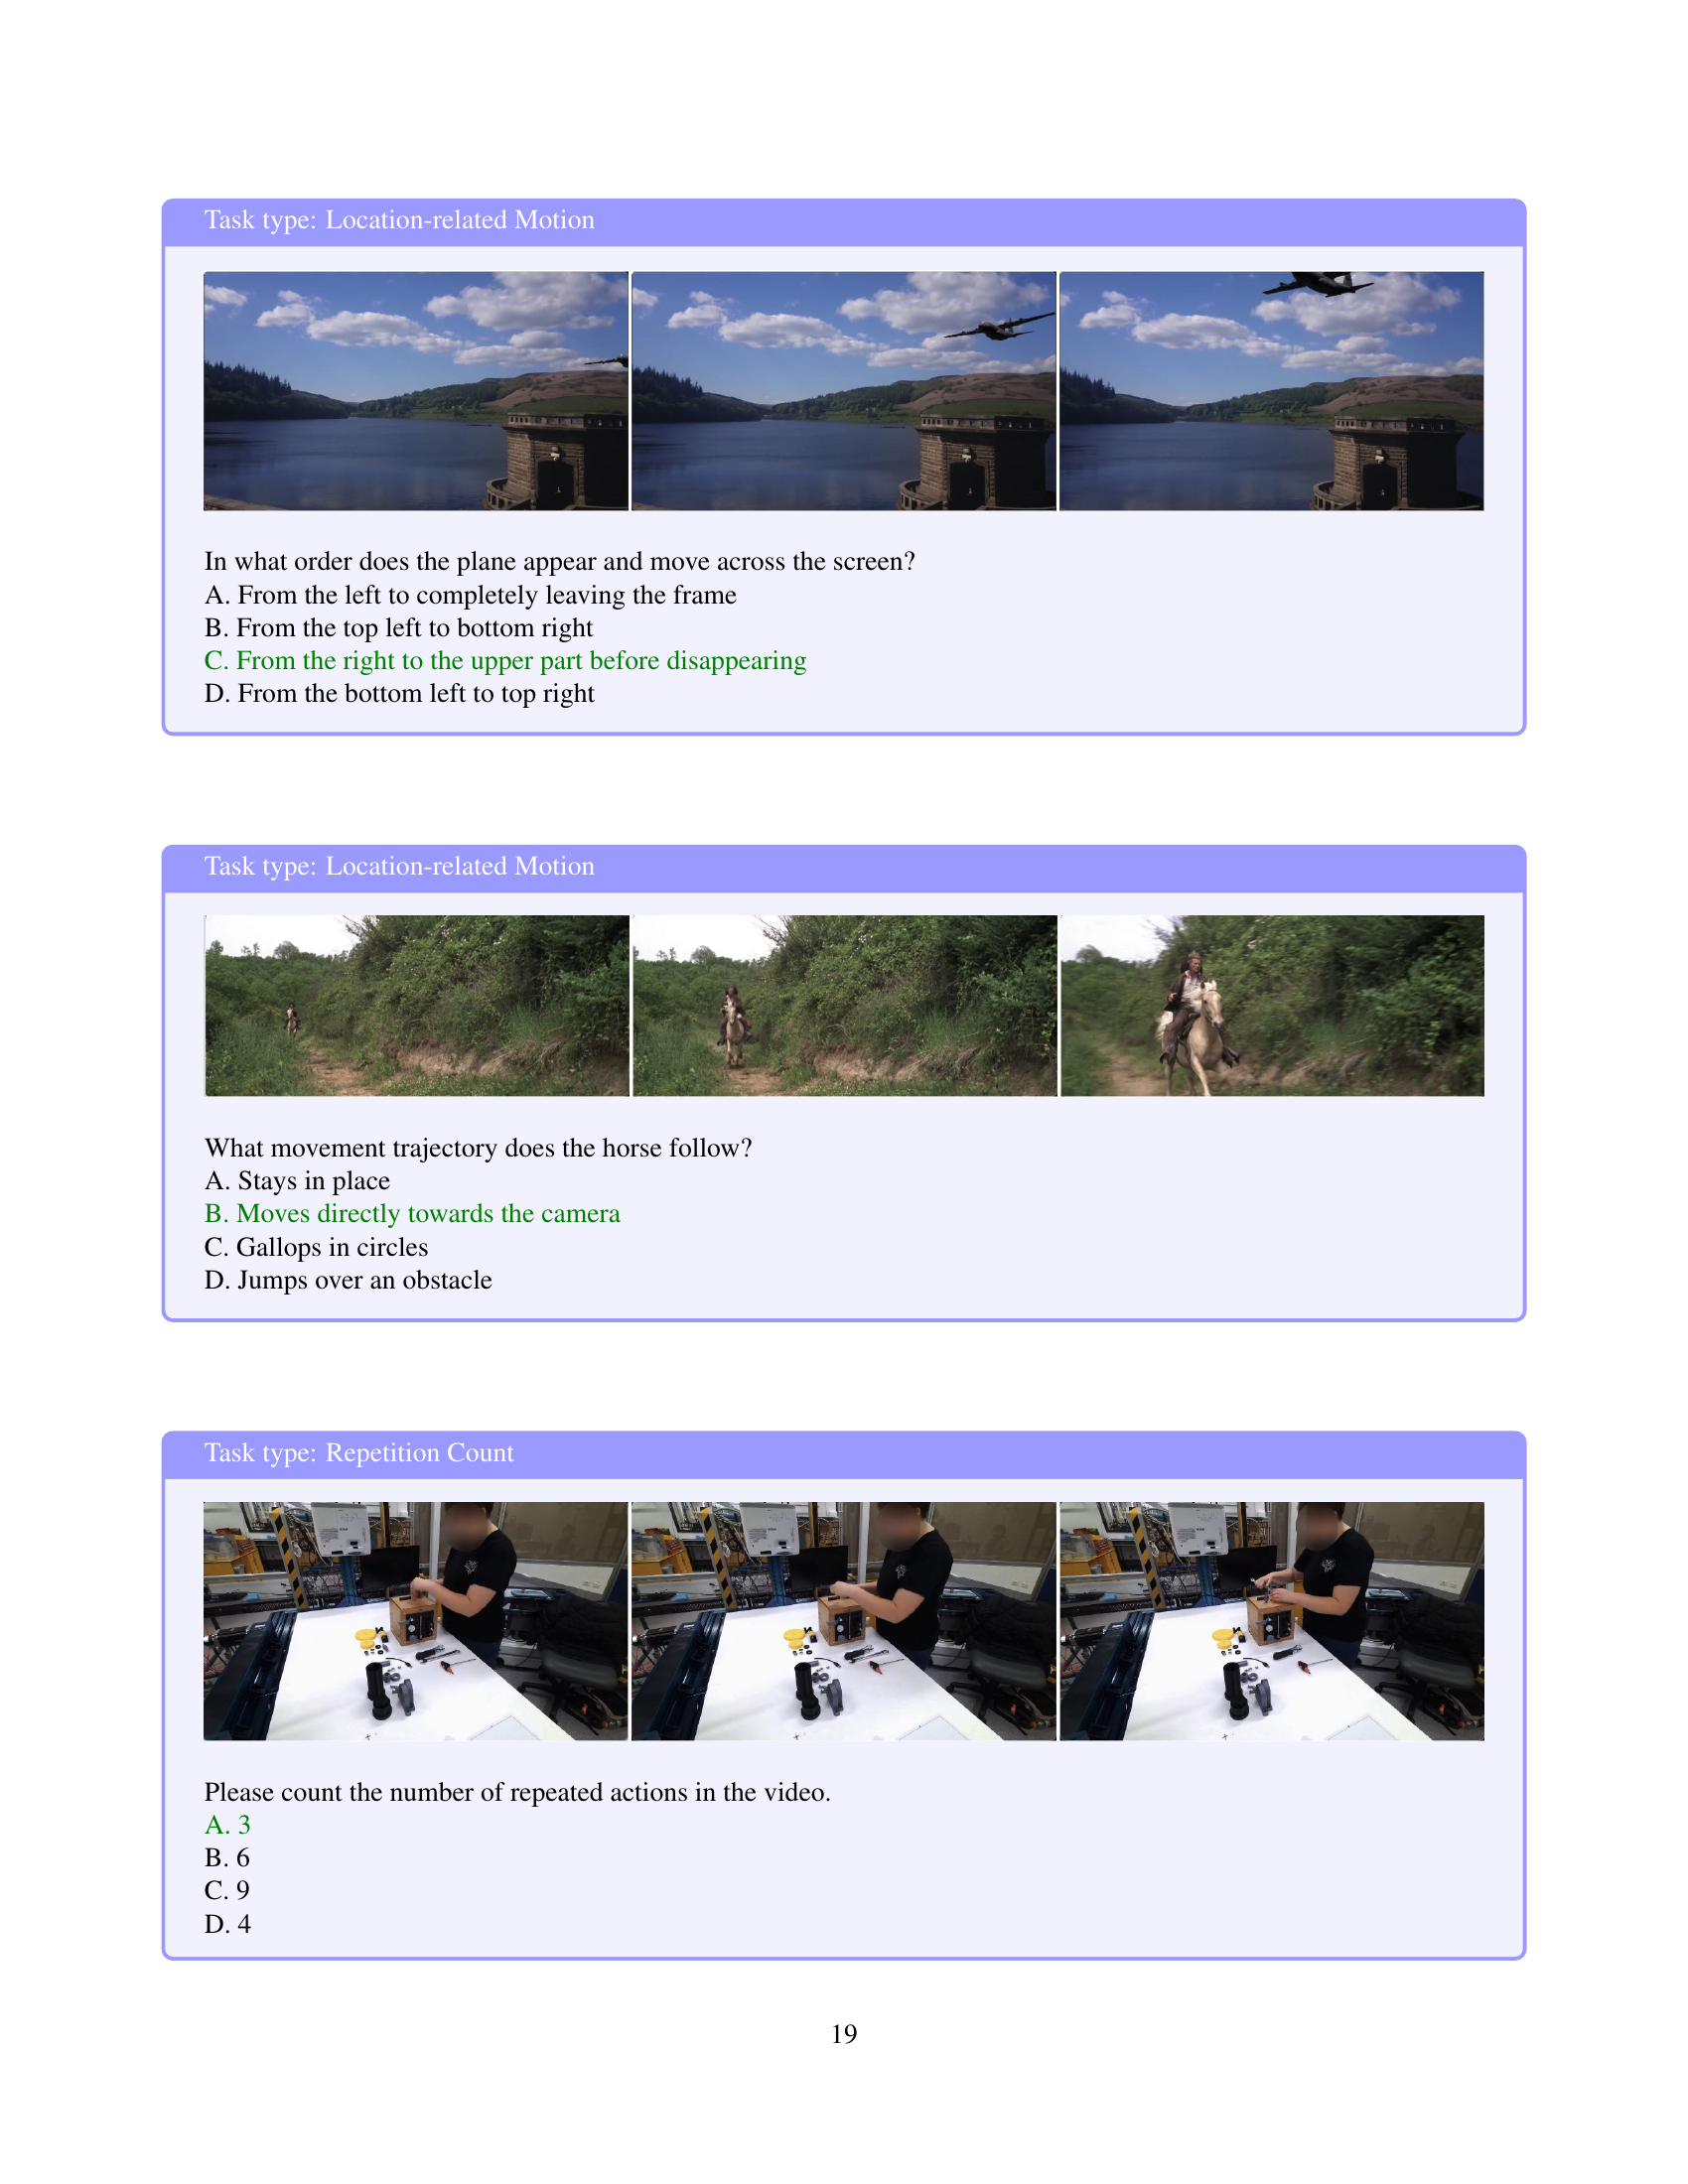 Task type: Location-related Motion
In what order does the plane appear and move across the screen?
A. From the left to completely leaving the frame
B. From the top left to bottom right
C. From the right to the upper part before disappearing
D. From the bottom left to top right
Task type: Location-related Motion
What movement trajectory does the horse follow?
A. Stays in place
B. Moves directly towards the camera
C. Gallops in circles
D. Jumps over an obstacle
Task type: Repetition Count
Please count the number of repeated actions in the video.
A. 3
B. 6
C. 9
D. 4
19